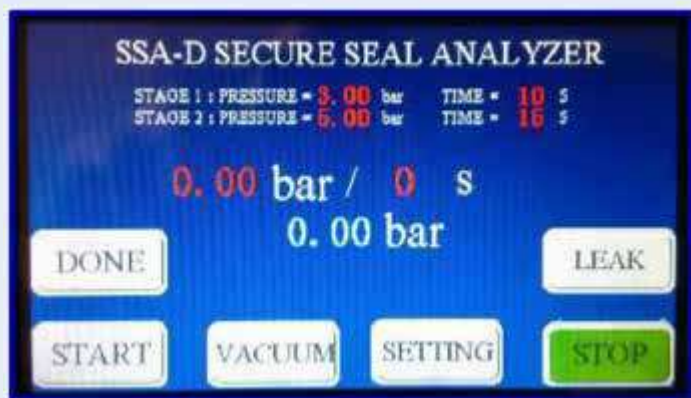 SSA-D SECURE SEAL ANALYZER
STAGE 1 : PRESSURE = 3.00 bar TIME = 10 S
STAGE 2 : PRESSURE = 5.00 bar TIME = 15 S
0.00 bar / 0 S
0.00 bar
DONE LEAK
START VACUUM SETTING STOP